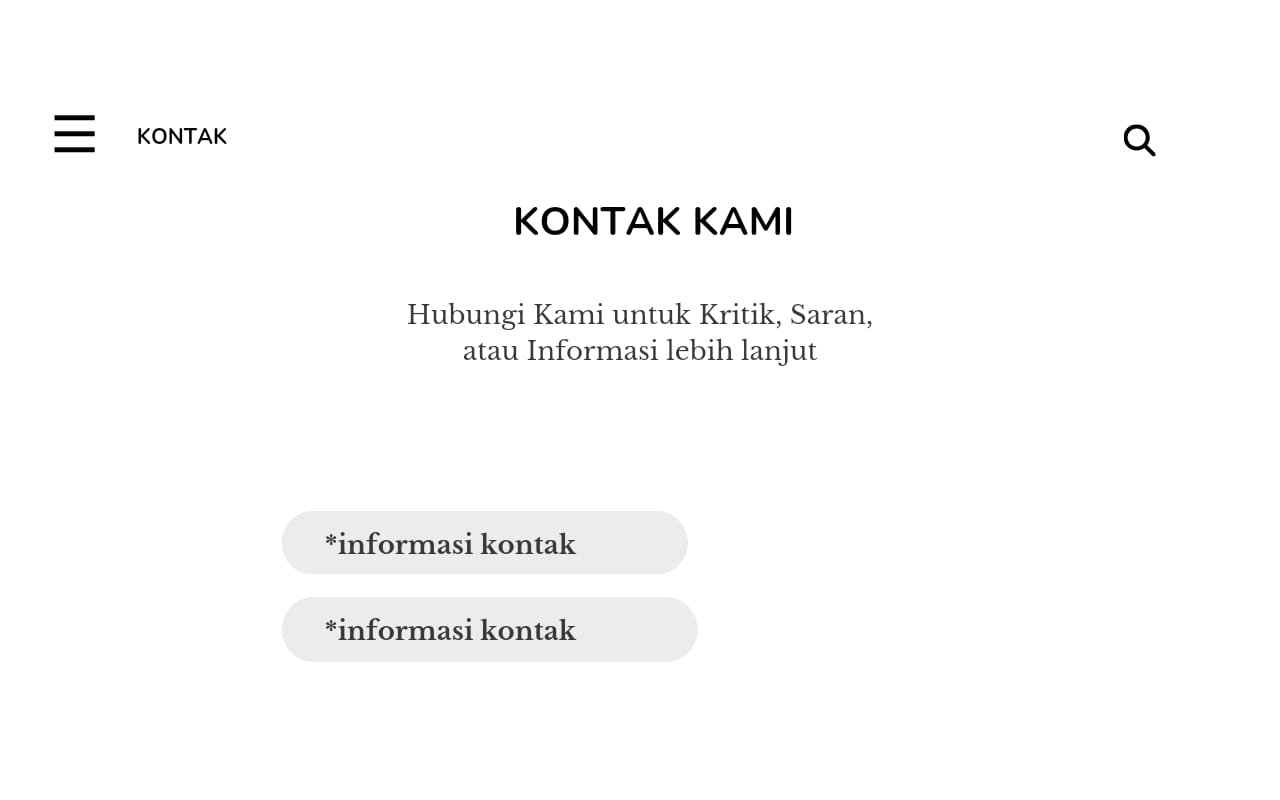 KONTAK
KONTAK KAMI
Hubungi Kami untuk Kritik, Saran,
atau Informasi lebih lanjut
*informasi kontak
*informasi kontak